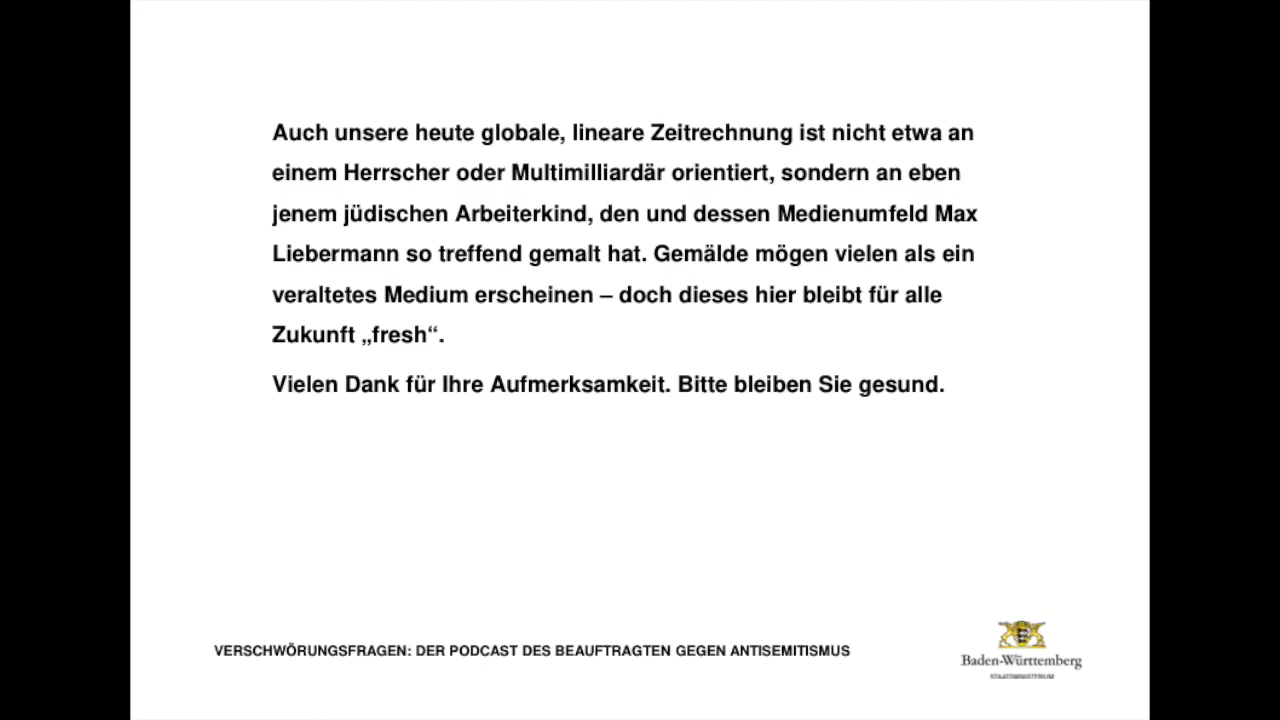 Auch unsere heute globale, lineare Zeitrechnung ist nicht etwa an
einem Herrscher oder Multimilliardär orientiert, sondern an eben
jenem jüdischen Arbeiterkind, den und dessen Medienumfeld Max
Liebermann so treffend gemalt hat. Gemälde mögen vielen als ein
veraltetes Medium erscheinen – doch dieses hier bleibt für alle
Zukunft „fresh“.
Vielen Dank für Ihre Aufmerksamkeit. Bitte bleiben Sie gesund.
VERSCHWÖRUNGSFRAGEN: DER PODCAST DES BEAUFTRAGTEN GEGEN ANTISEMITISMUS
Baden-Württemberg
STAATSMINISTERIUM